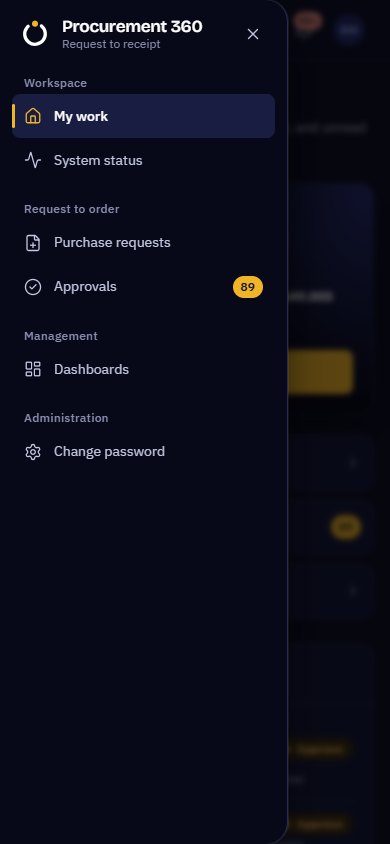 Procurement 360
Request to receipt
Workspace
My work
System status
Request to order
Purchase requests
Approvals
89
Management
Dashboards
Administration
Change password